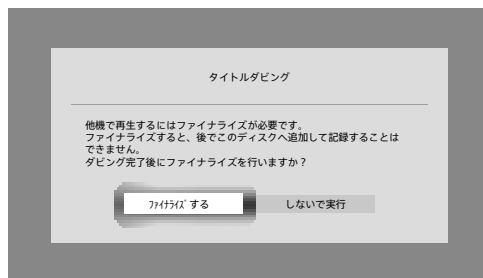 タイトルダビング
他機で再生するにはファイナライズが必要です。
ファイナライズすると、後でこのディスクへ追加して記録することは
できません。
ダビング完了後にファイナライズを行いますか？
ﾌｧｲﾅﾗｲｽﾞする しないで実行